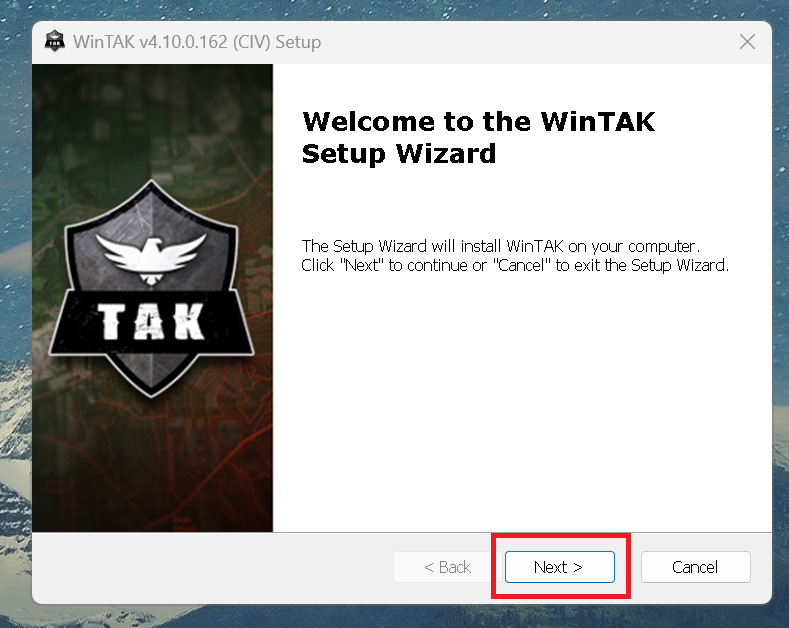 WinTAK v4.10.0.162 (CIV) Setup
Welcome to the WinTAK
Setup Wizard
The Setup Wizard will install WinTAK on your computer.
Click "Next" to continue or "Cancel" to exit the Setup Wizard.
TAK
< Back
Next >
Cancel